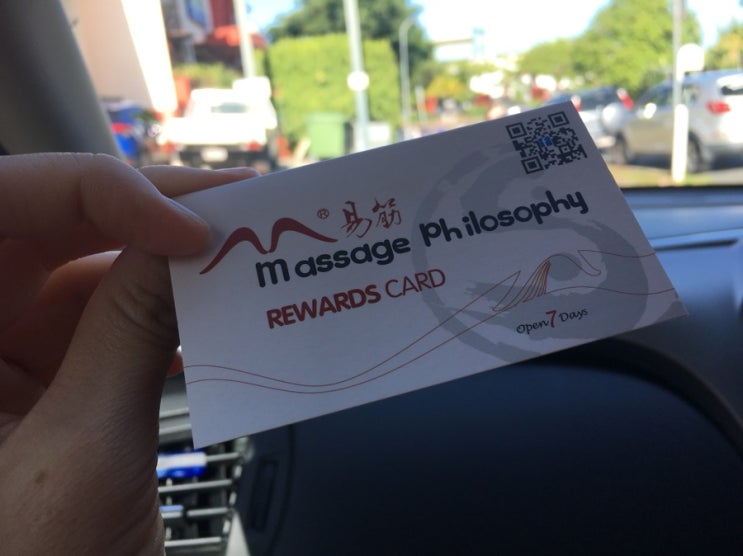 ® 易筋
Massage Philosophy
REWARDS CARD
Open 7 Days